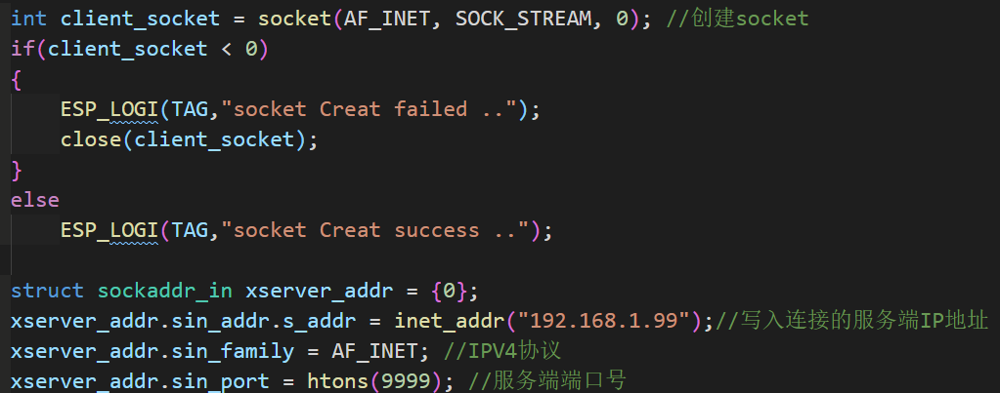 int client_socket = socket(AF_INET, SOCK_STREAM, 0); //创建socket
if(client_socket < 0)
{
ESP_LOGI(TAG,"socket Creat failed ..");
close(client_socket);
}
else
ESP_LOGI(TAG,"socket Creat success ..");
struct sockaddr_in xserver_addr = {0};
xserver_addr.sin_addr.s_addr = inet_addr("192.168.1.99");//写入连接的服务端IP地址
xserver_addr.sin_family = AF_INET; //IPV4协议
xserver_addr.sin_port = htons(9999); //服务端端口号